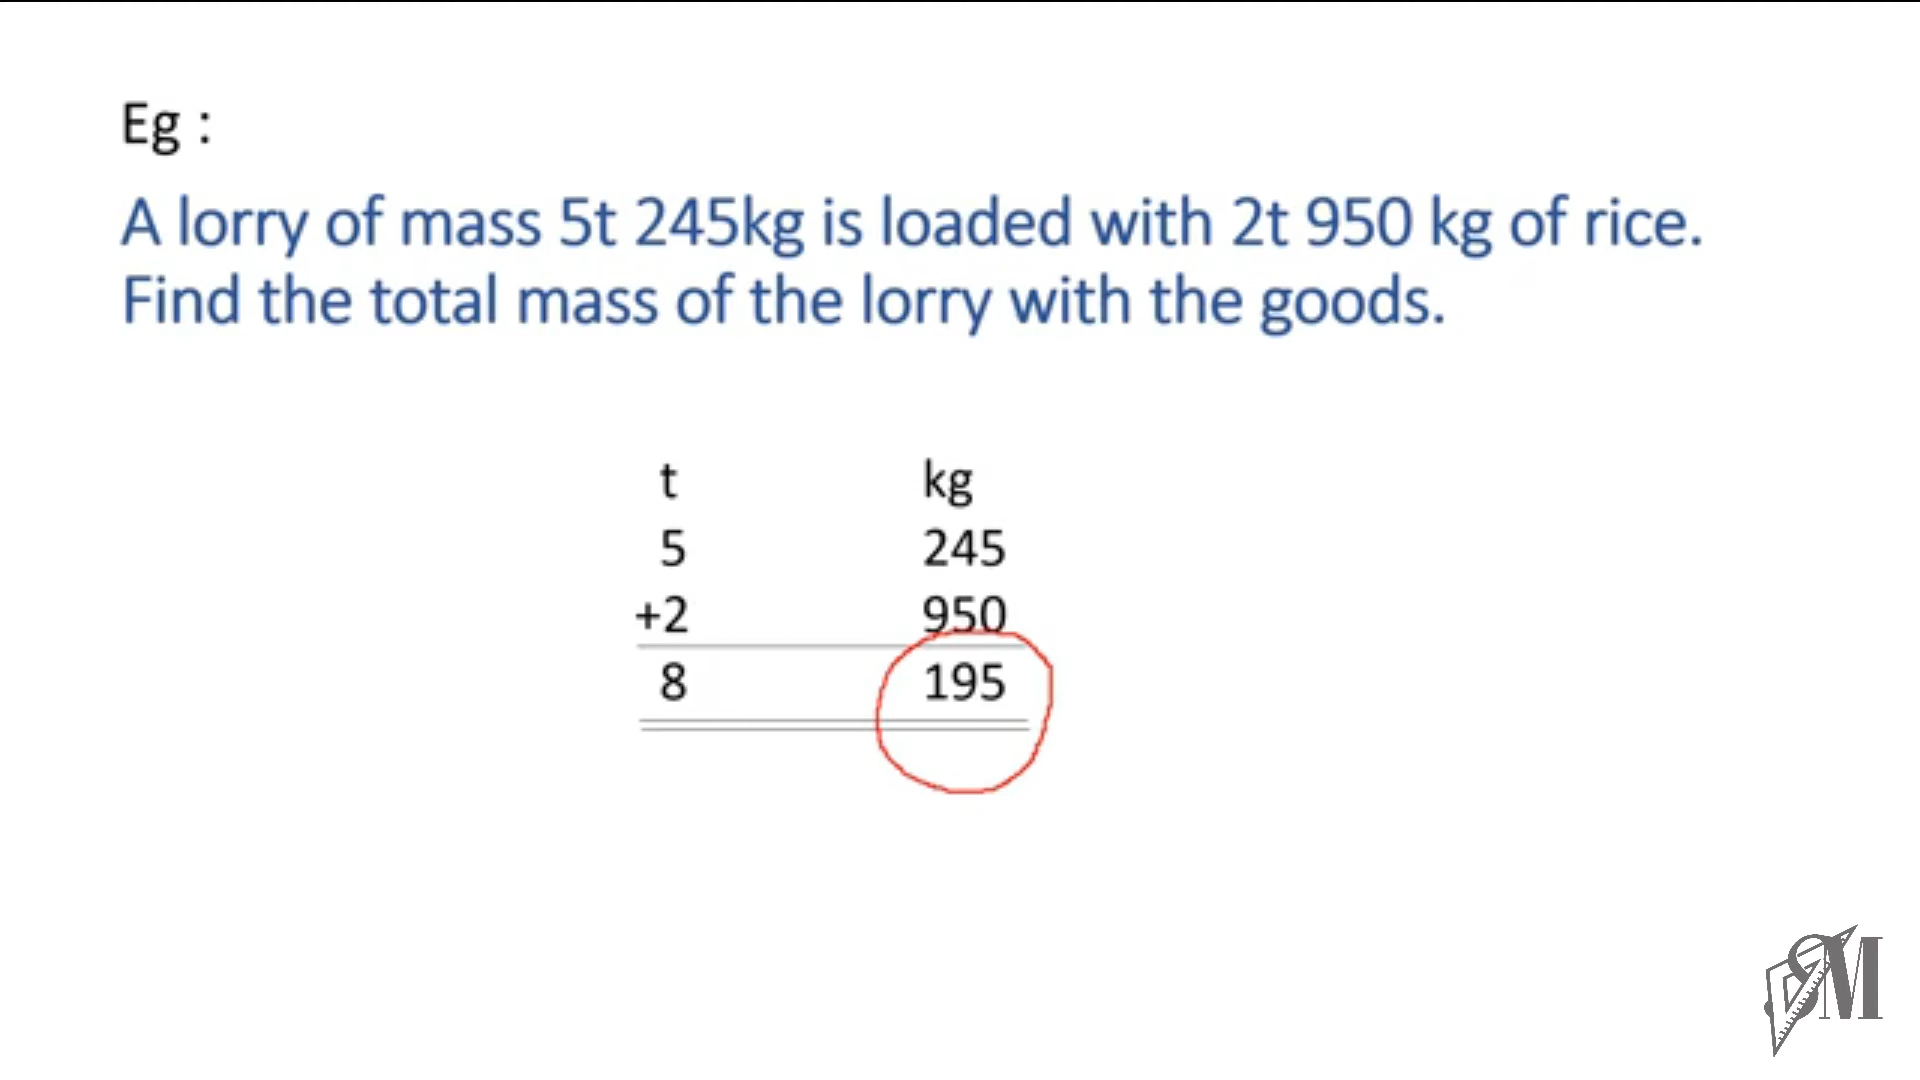 Eg :
A lorry of mass 5t 245kg is loaded with 2t 950 kg of rice.
Find the total mass of the lorry with the goods.
t kg
5 245
+2 950
8 195
SM